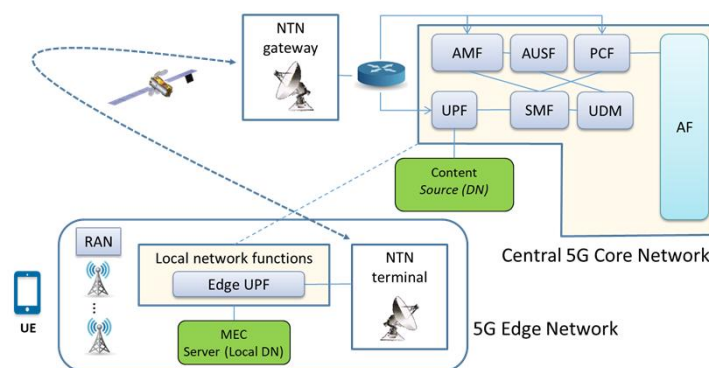 NTN
gateway
AMF
AUSF
PCF
UPF
SMF
UDM
AF
Content
Source (DN)
Central 5G Core Network
RAN
Local network functions
Edge UPF
NTN
terminal
MEC
Server (Local DN)
UE
5G Edge Network